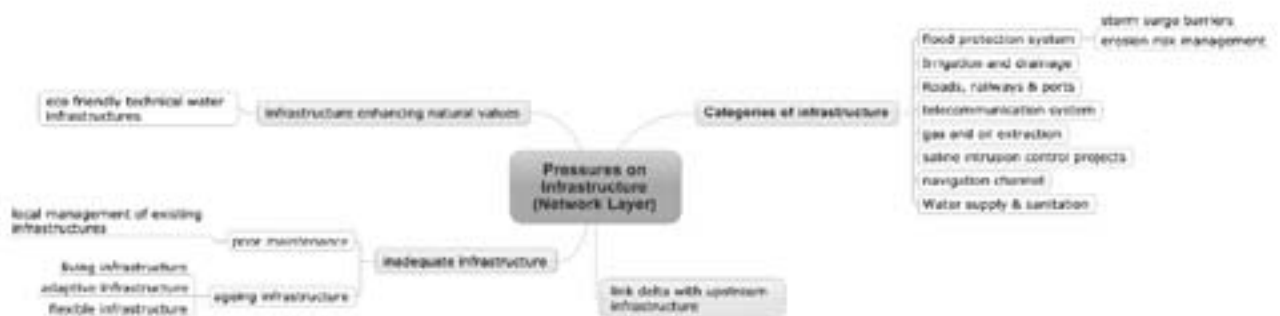 storm surge barriers
flood protection system
erosion risk management
Irrigation and drainage
Roads, railways & ports
telecommunication system
gas and oil extraction
saline intrusion control projects
navigation channel
Water supply & sanitation
Categories of infrastructure
eco friendly technical water
infrastructures
infrastructure enhancing natural values
Pressures on
Infrastructure
(Network Layer)
local management of existing
infrastructures
poor maintenance
inadequate infrastructure
living infrastructure
adaptive infrastructure
flexible infrastructure
ageing infrastructure
link delta with upstream
infrastructure